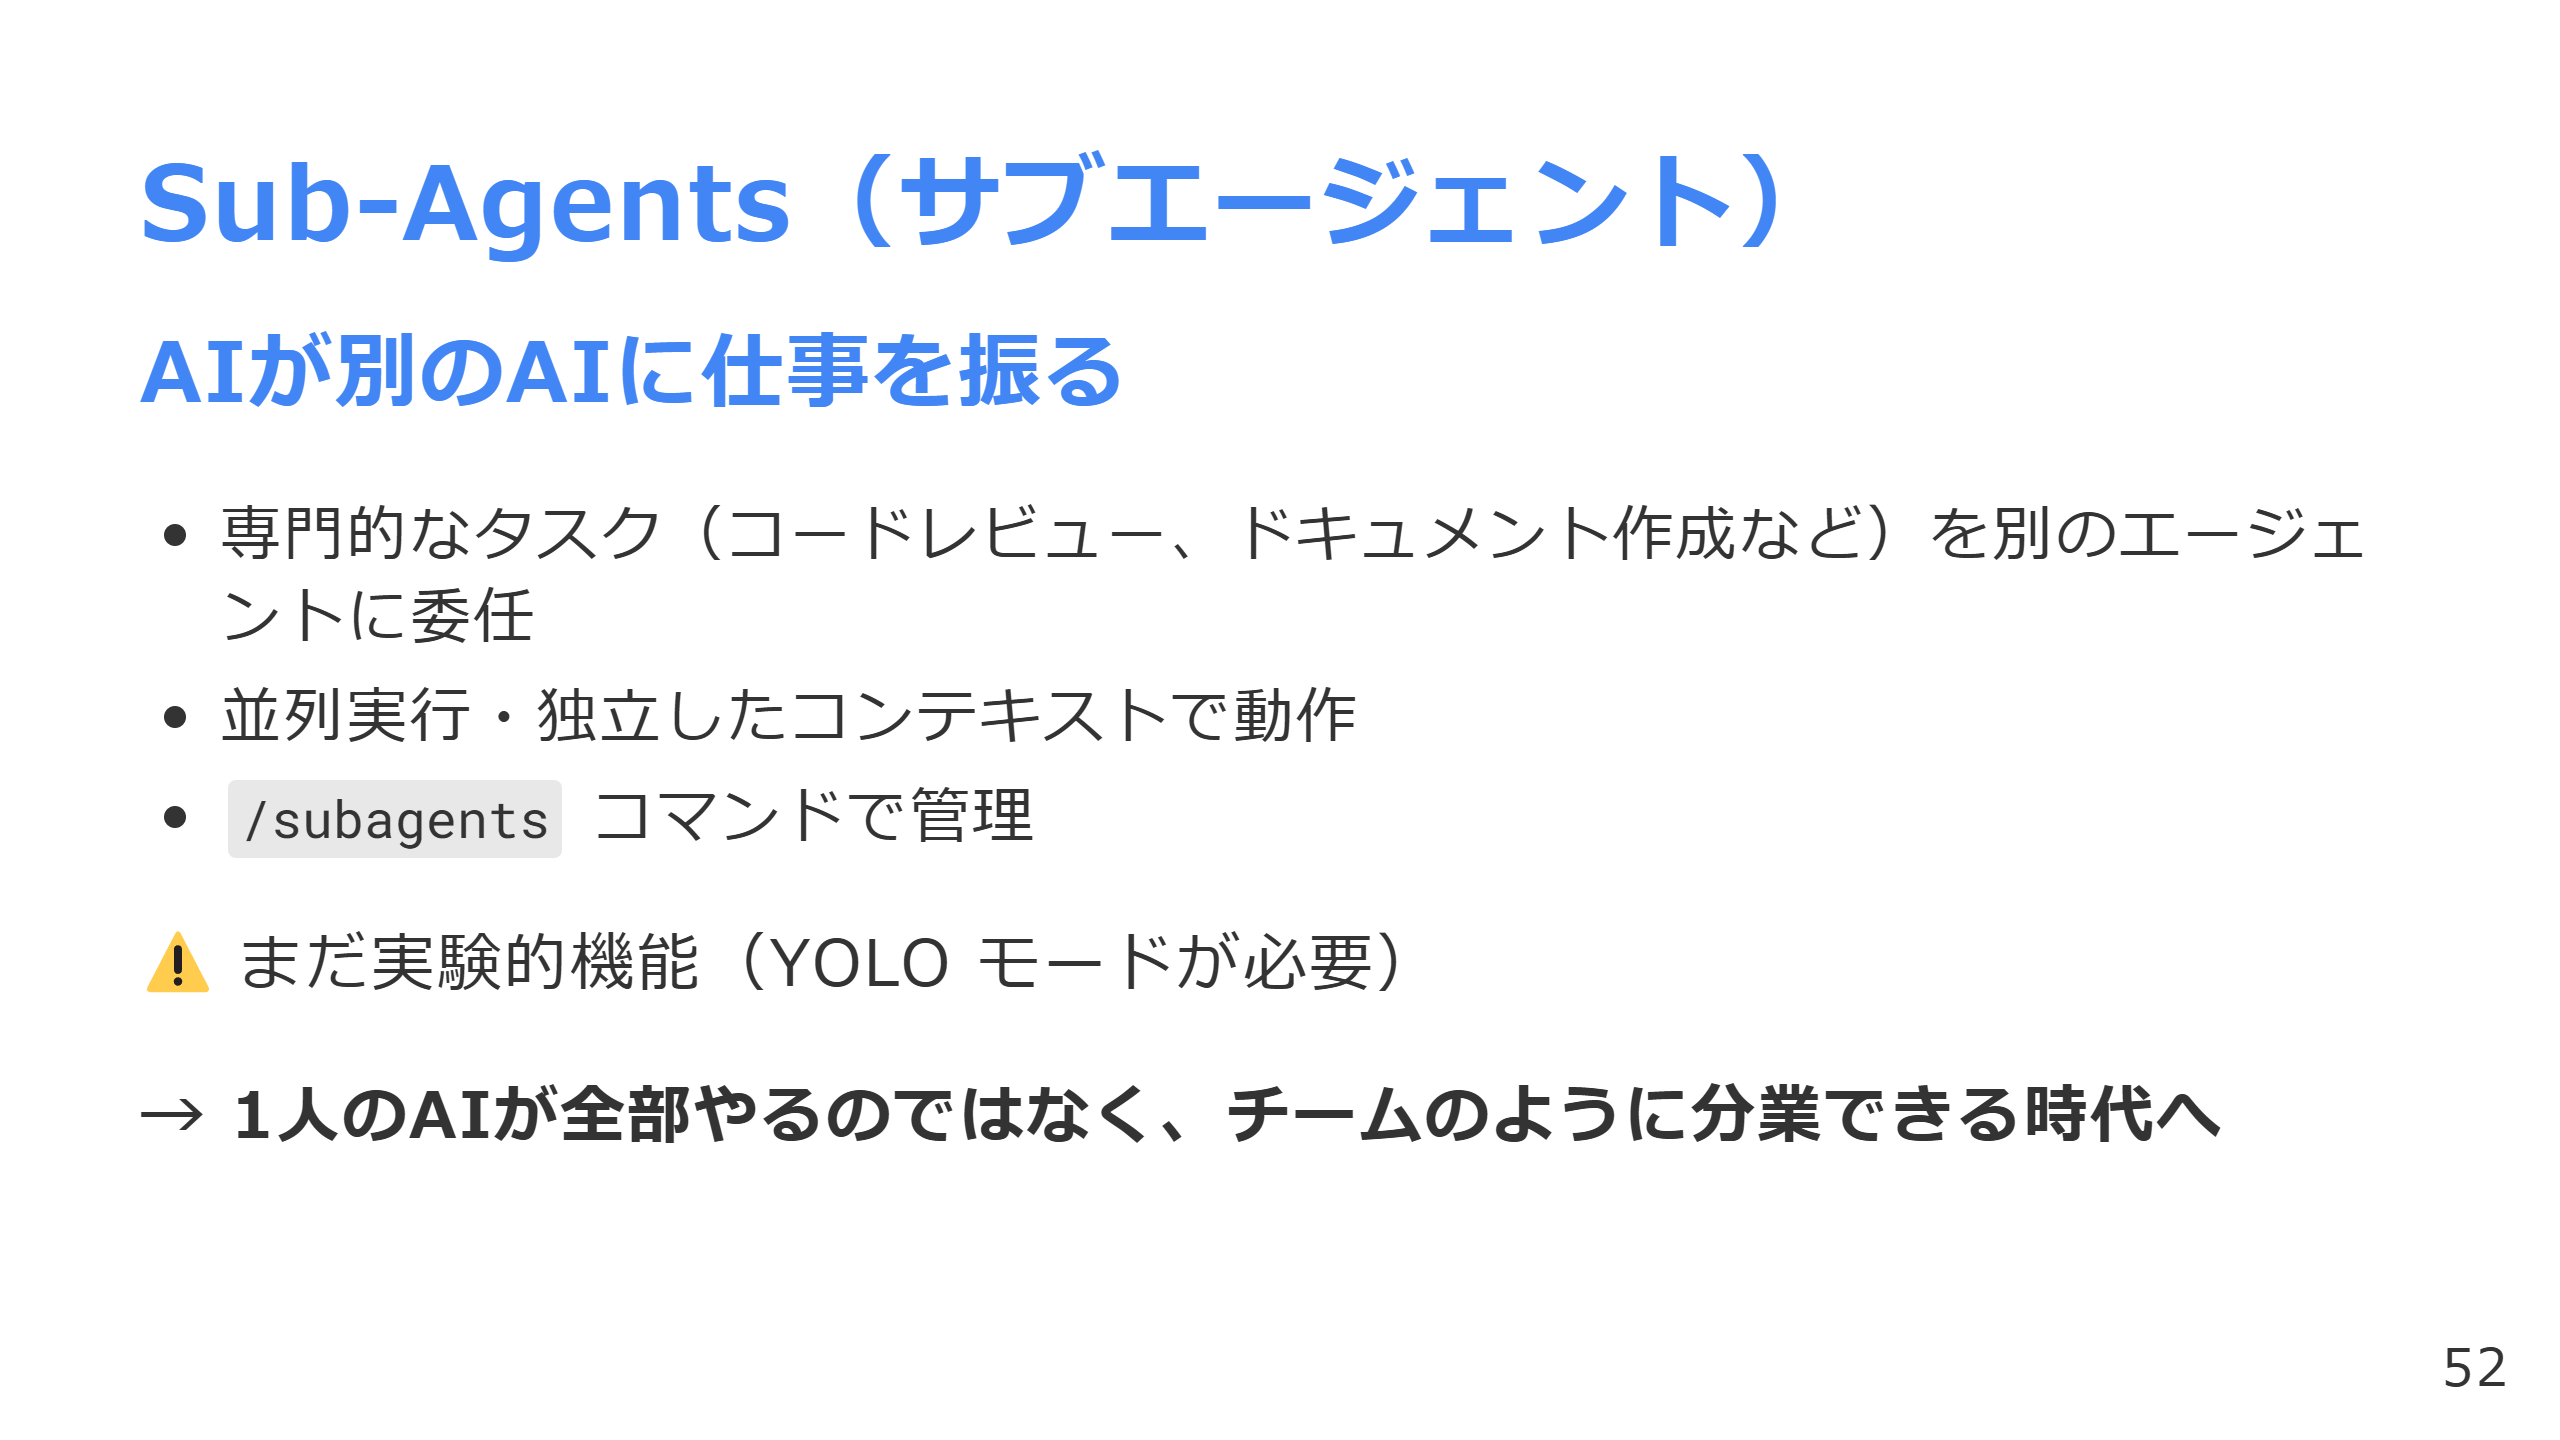 Sub-Agents（サブエージェント）
AIが別のAIに仕事を振る
• 専門的なタスク（コードレビュー、ドキュメント作成など）を別のエージェ
ントに委任
• 並列実行・独立したコンテキストで動作
• /subagents コマンドで管理
⚠️ まだ実験的機能（YOLO モードが必要）
→ 1人のAIが全部やるのではなく、チームのように分業できる時代へ
52